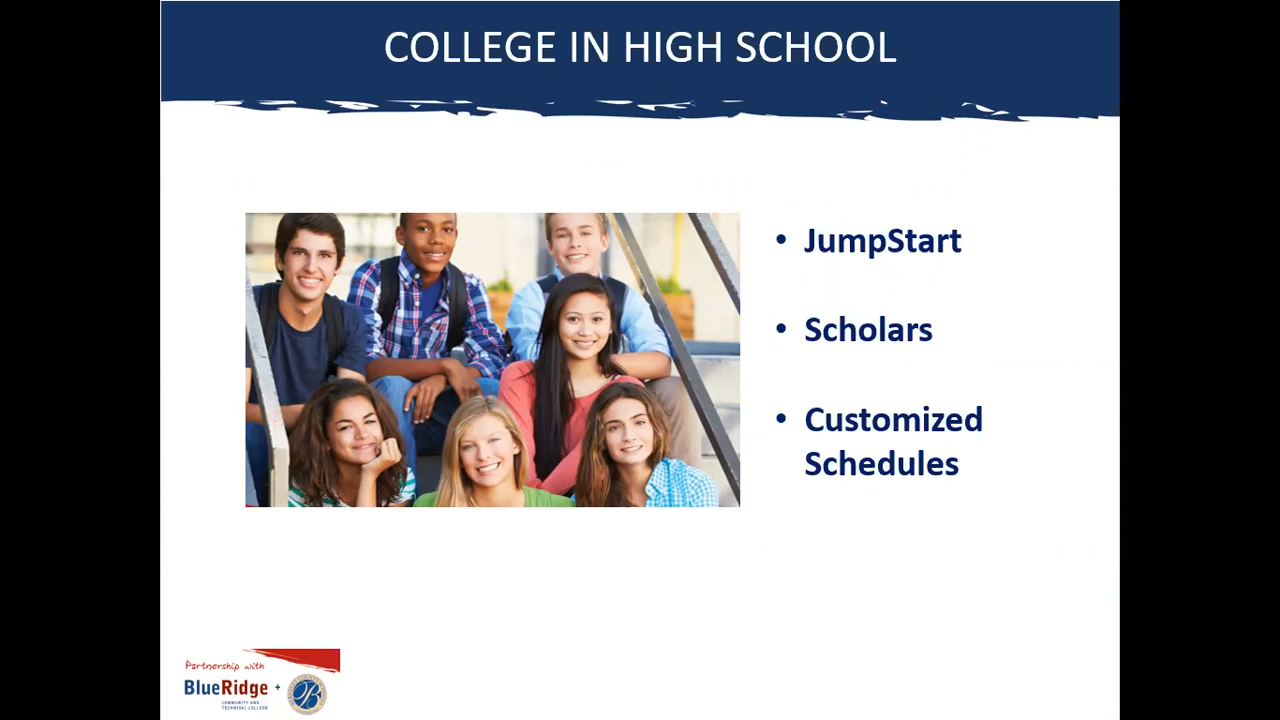 COLLEGE IN HIGH SCHOOL
• JumpStart
• Scholars
• Customized
Schedules
Partnership with
BlueRidge +
COMMUNITY AND
TECHNICAL COLLEGE
B